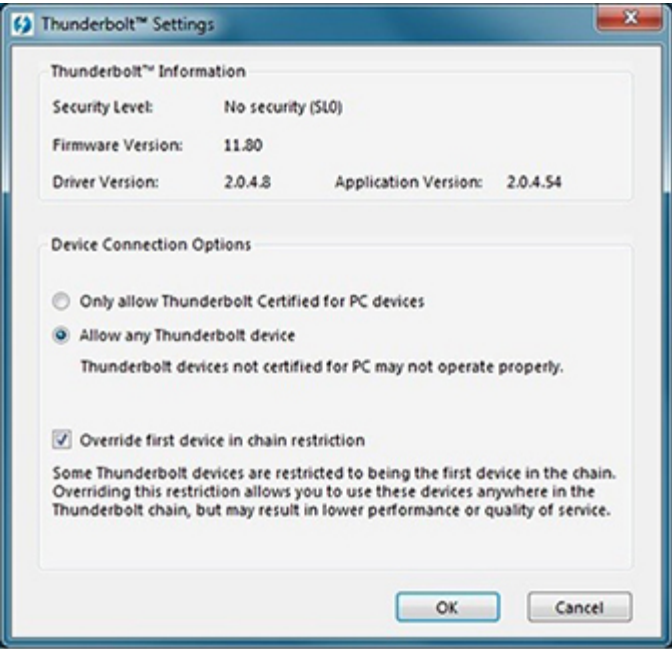 Thunderbolt™ Settings
Thunderbolt™ Information
Security Level: No security (SL0)
Firmware Version: 11.80
Driver Version: 2.0.4.8 Application Version: 2.0.4.54
Device Connection Options
Only allow Thunderbolt Certified for PC devices
Allow any Thunderbolt device
Thunderbolt devices not certified for PC may not operate properly.
Override first device in chain restriction
Some Thunderbolt devices are restricted to being the first device in the chain.
Overriding this restriction allows you to use these devices anywhere in the
Thunderbolt chain, but may result in lower performance or quality of service.
OK Cancel